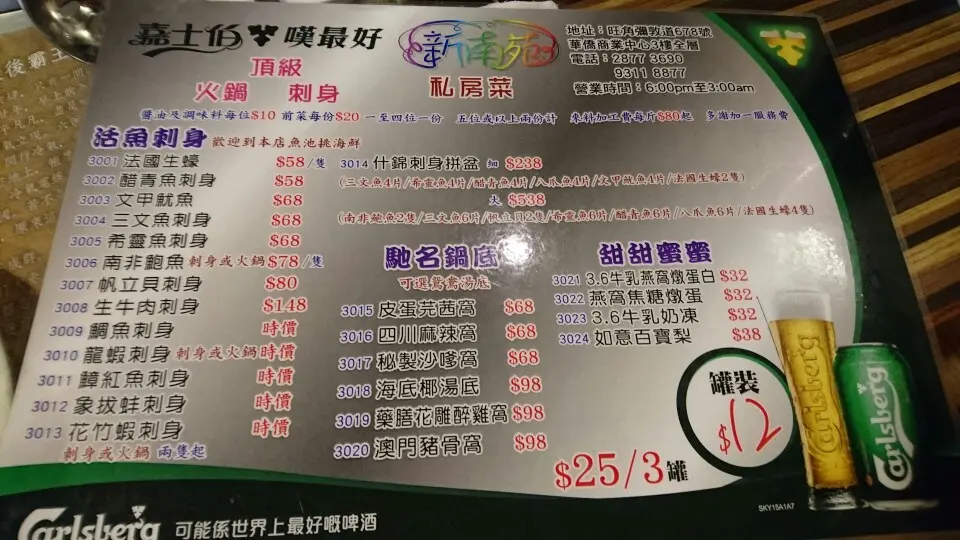 嘉士伯 嘆最好
頂級
火鍋 刺身
新南苑
私房菜
地址:旺角彌敦道678號
華僑商業中心3樓全層
電話:2877 3690
9311 8877
營業時間:6:00pm至3:00am
醬油及調味料每位$10 前菜每份$20 一至四位一份 五位或以上兩份計 來料加工費每斤$80起 多謝加一服務費
活魚刺身 歡迎到本店魚池挑海鮮
3001 法國生蠔 $58/隻
3002 醋青魚刺身 $58
3003 文甲魷魚 $68
3004 三文魚刺身 $68
3005 希靈魚刺身 $68
3006 南非鮑魚 刺身或火鍋 $78/隻
3007 帆立貝刺身 $80
3008 生牛肉刺身 $148
3009 鯛魚刺身 時價
3010 龍蝦刺身 刺身或火鍋 時價
3011 鱆紅魚刺身 時價
3012 象拔蚌刺身 時價
3013 花竹蝦刺身 時價
刺身或火鍋 兩隻起
3014 什錦刺身拼盆 細 $238
(三文魚4片/希靈魚4片/醋青魚4片/八爪魚4片/文甲魷魚4片/法國生蠔2隻)
大 $538
(南非鮑魚2隻/三文魚6片/帆立貝2隻/希靈魚6片/醋青魚6片/八爪魚6片/法國生蠔4隻)
馳名鍋底
可選鴛鴦湯底
3015 皮蛋芫茜窩 $68
3016 四川麻辣窩 $68
3017 秘製沙嗲窩 $68
3018 海底椰湯底 $98
3019 藥膳花雕醉雞窩 $98
3020 澳門豬骨窩 $98
甜甜蜜蜜
3021 3.6牛乳燕窩燉蛋白 $32
3022 燕窩焦糖燉蛋 $32
3023 3.6牛乳奶凍 $32
3024 如意百寶梨 $38
罐裝
$12
$25/3罐
Carlsberg
Carlsberg
SKY15A1A7
Carlsberg 可能係世界上最好嘅啤酒